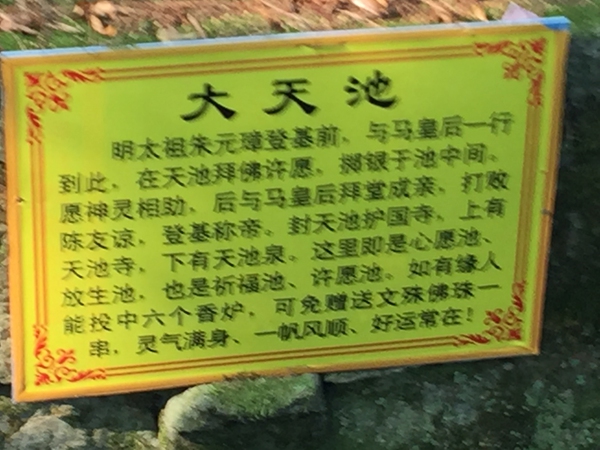 大天池
明太祖朱元璋登基前、与马皇后一行
到此、在天池拜佛许愿、掷银于池中间、
愿神灵相助、后与马皇后拜堂成亲、打败
陈友谅、登基称帝、封天池护国寺、上有
天池寺、下有天池泉。这里即是心愿池、
放生池、也是祈福池、许愿池。如有缘人
能投中六个香炉、可免赠送文殊佛珠一
串，灵气满身、一帆风顺、好运常在！